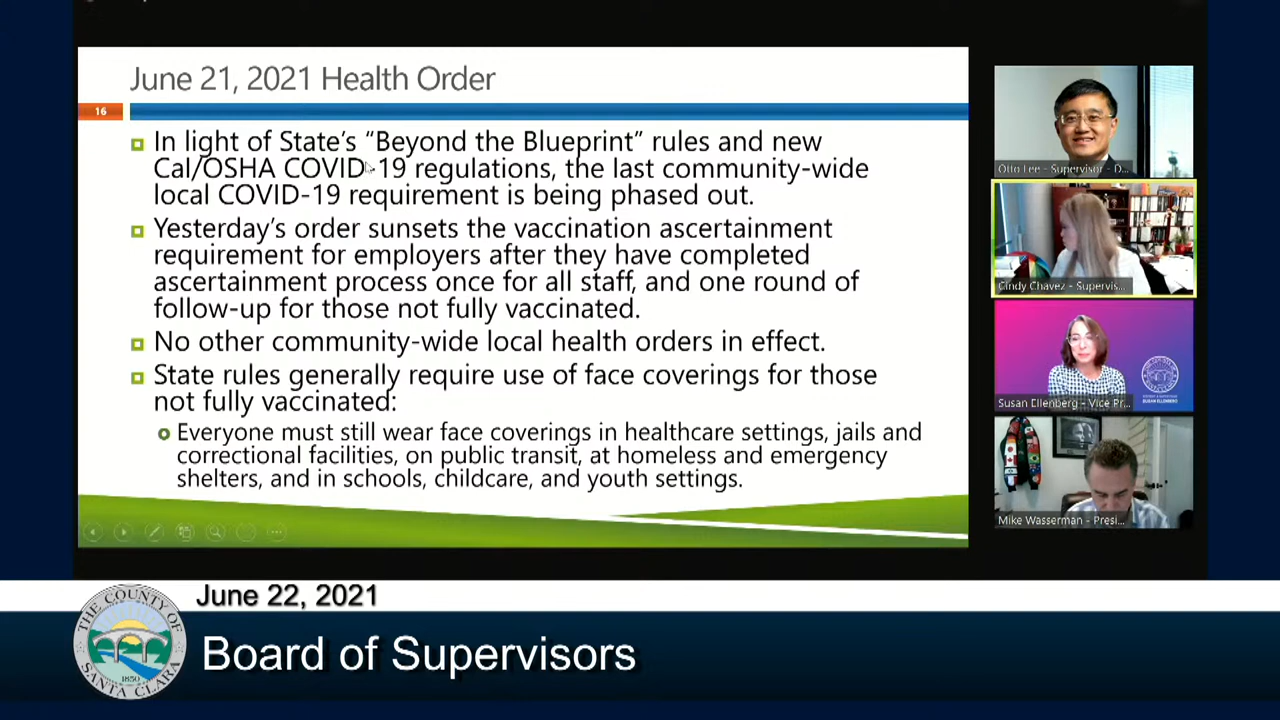 June 21, 2021 Health Order
16
In light of State's “Beyond the Blueprint” rules and new
Cal/OSHA COVID-19 regulations, the last community-wide
local COVID-19 requirement is being phased out.
Yesterday's order sunsets the vaccination ascertainment
requirement for employers after they have completed
ascertainment process once for all staff, and one round of
follow-up for those not fully vaccinated.
No other community-wide local health orders in effect.
State rules generally require use of face coverings for those
not fully vaccinated:
Everyone must still wear face coverings in healthcare settings, jails and
correctional facilities, on public transit, at homeless and emergency
shelters, and in schools, childcare, and youth settings.
Otto Lee - Supervisor - D...
Cindy Chavez - Supervis...
SUSAN ELLENBERG
Susan Ellenberg - Vice Pr...
Mike Wasserman - Presi...
THE COUNTY OF
SANTA CLARA
1850
June 22, 2021
Board of Supervisors